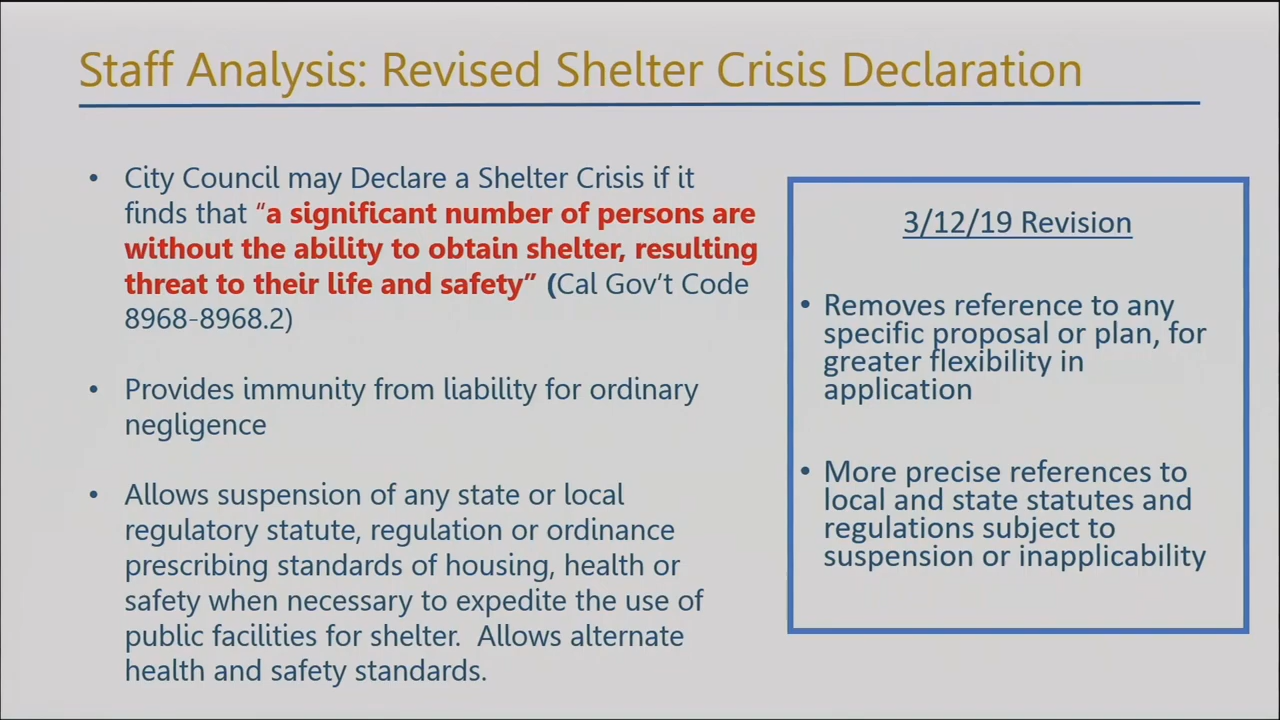 Staff Analysis: Revised Shelter Crisis Declaration
• City Council may Declare a Shelter Crisis if it
finds that “a significant number of persons are
without the ability to obtain shelter, resulting
threat to their life and safety” (Cal Gov’t Code
8968-8968.2)
• Provides immunity from liability for ordinary
negligence
• Allows suspension of any state or local
regulatory statute, regulation or ordinance
prescribing standards of housing, health or
safety when necessary to expedite the use of
public facilities for shelter.  Allows alternate
health and safety standards.
3/12/19 Revision
• Removes reference to any
specific proposal or plan, for
greater flexibility in
application
• More precise references to
local and state statutes and
regulations subject to
suspension or inapplicability